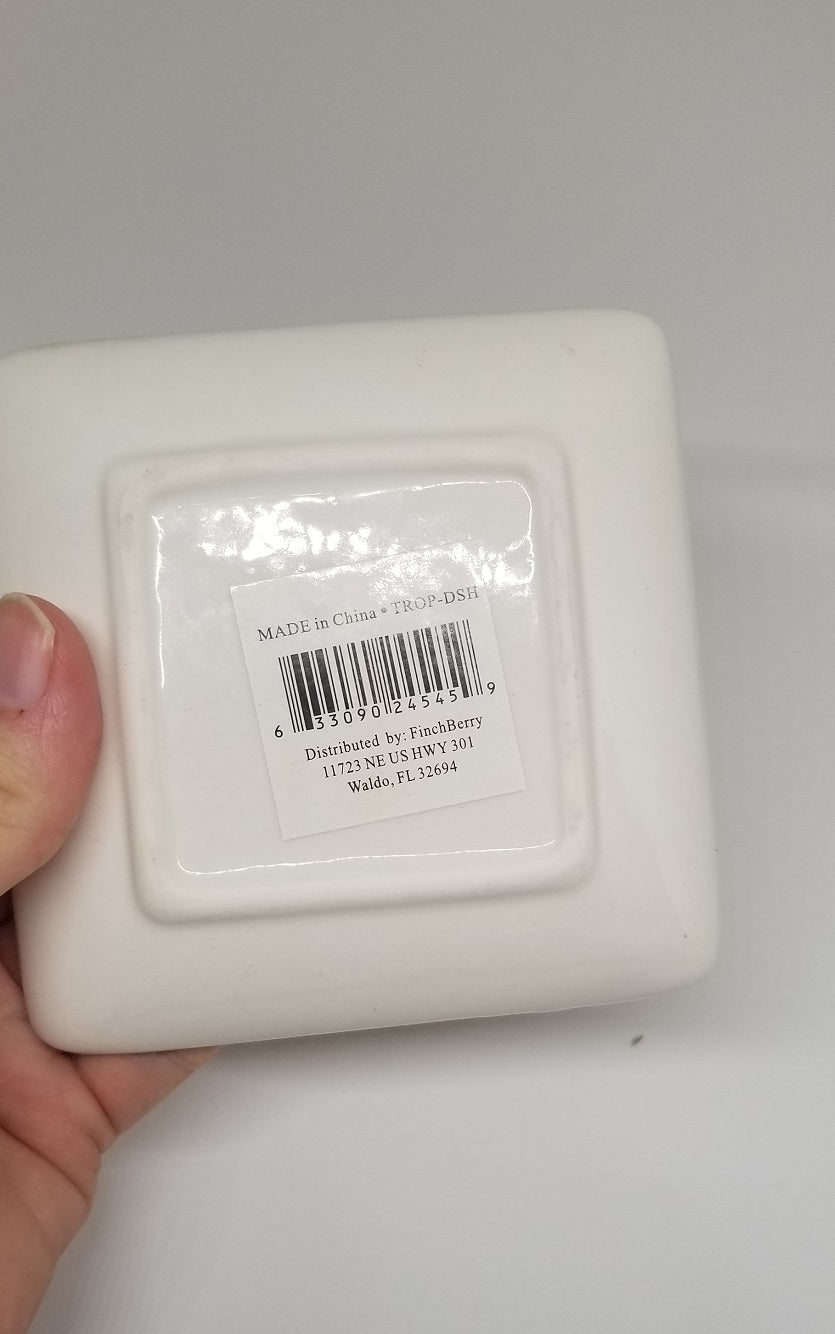 MADE in China • TROP-DSH
6 33090 24545 9
Distributed by: FinchBerry
11723 NE US HWY 301
Waldo, FL 32694